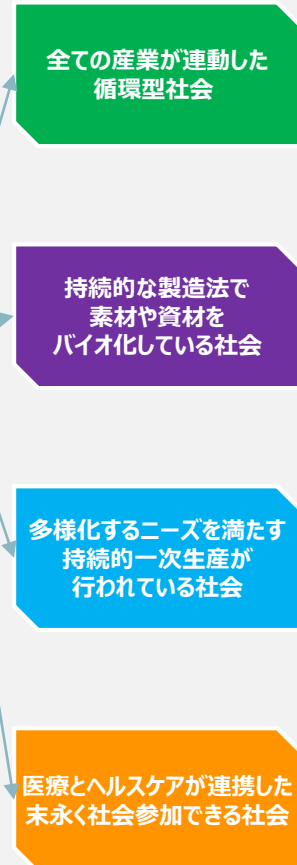 全ての産業が連動した
循環型社会
持続的な製造法で
素材や資材を
バイオ化している社会
多様化するニーズを満たす
持続的一次生産が
行われている社会
医療とヘルスケアが連携した
末永く社会参加できる社会